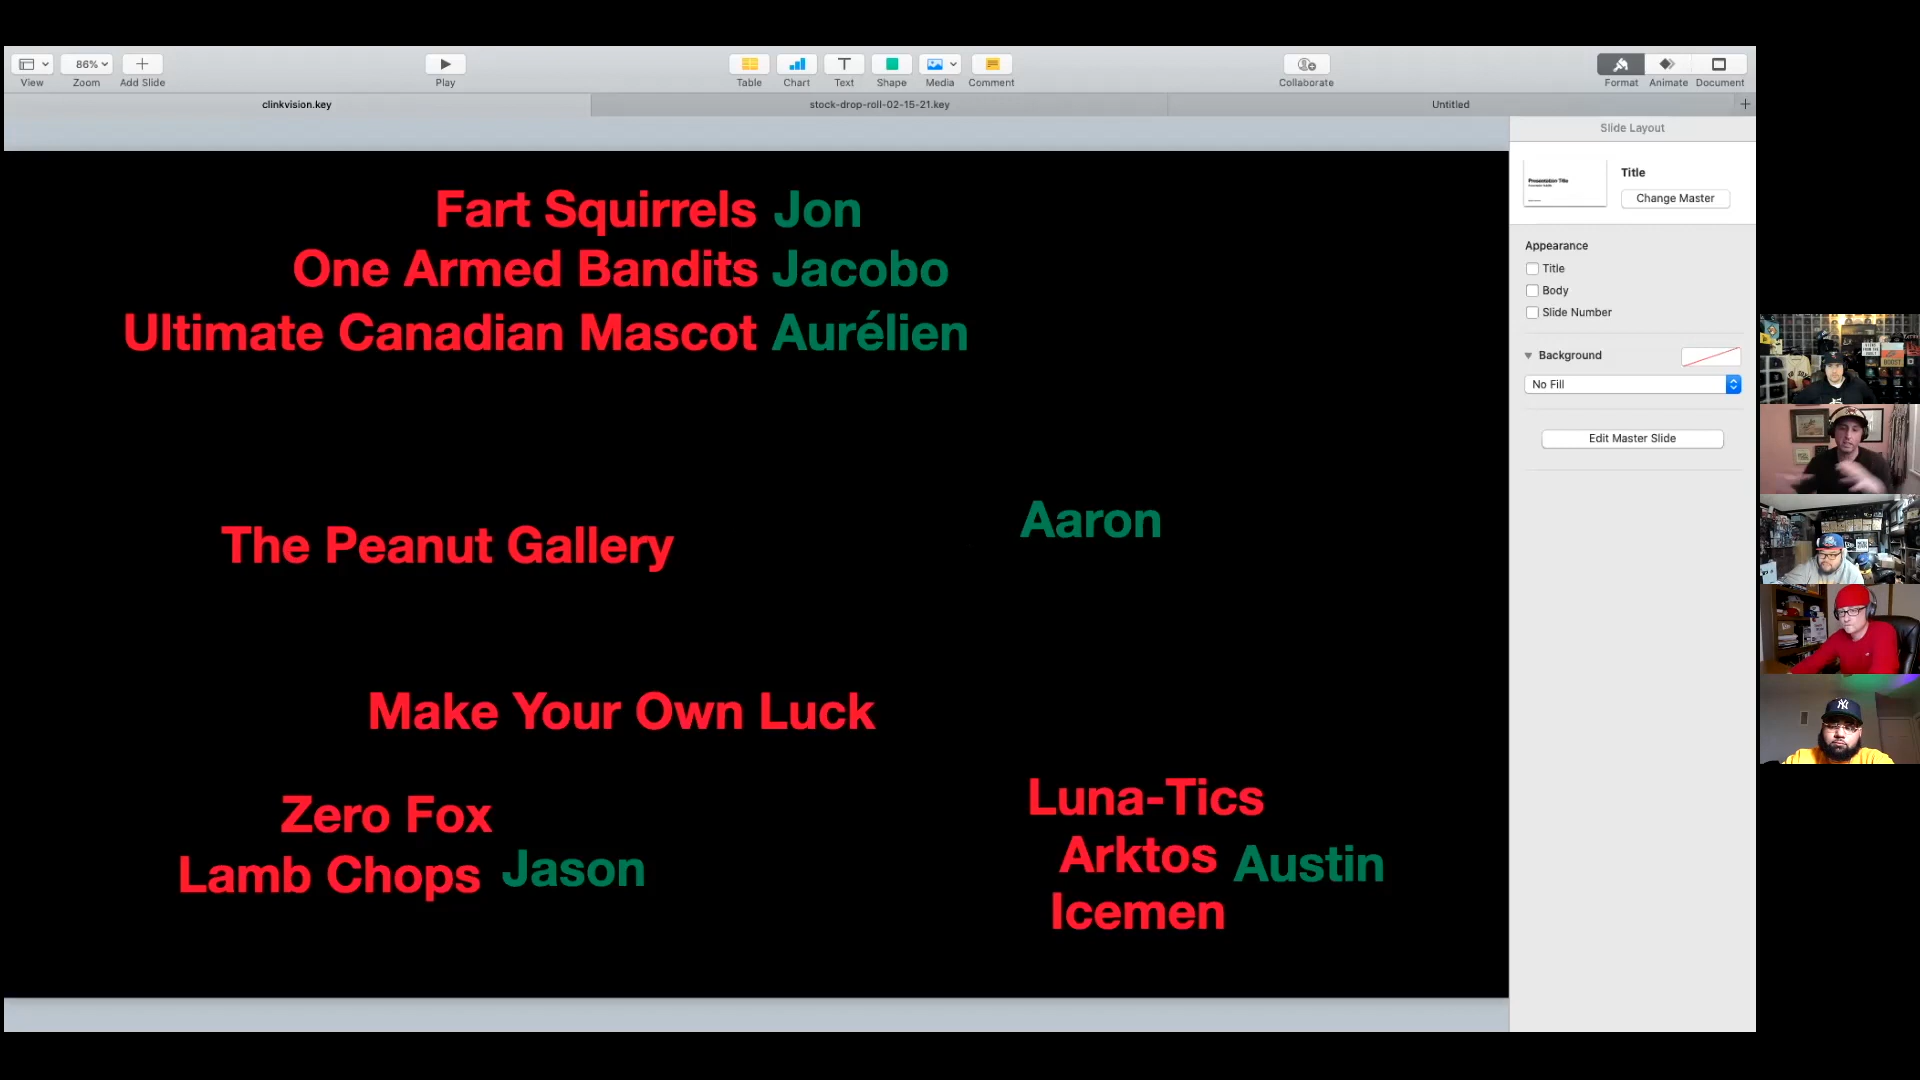 View
86%
Zoom
Add Slide
Play
Table
Chart
Text
Shape
Media
Comment
Collaborate
Format
Animate
Document
clinkvision.key
stock-drop-roll-02-15-21.key
Untitled
Slide Layout
Title
Change Master
Appearance
Title
Body
Slide Number
Background
No Fill
Edit Master Slide
Fart Squirrels Jon
One Armed Bandits Jacobo
Ultimate Canadian Mascot Aurélien
Aaron
The Peanut Gallery
Make Your Own Luck
Zero Fox
Lamb Chops Jason
Luna-Tics
Arktos Austin
Icemen